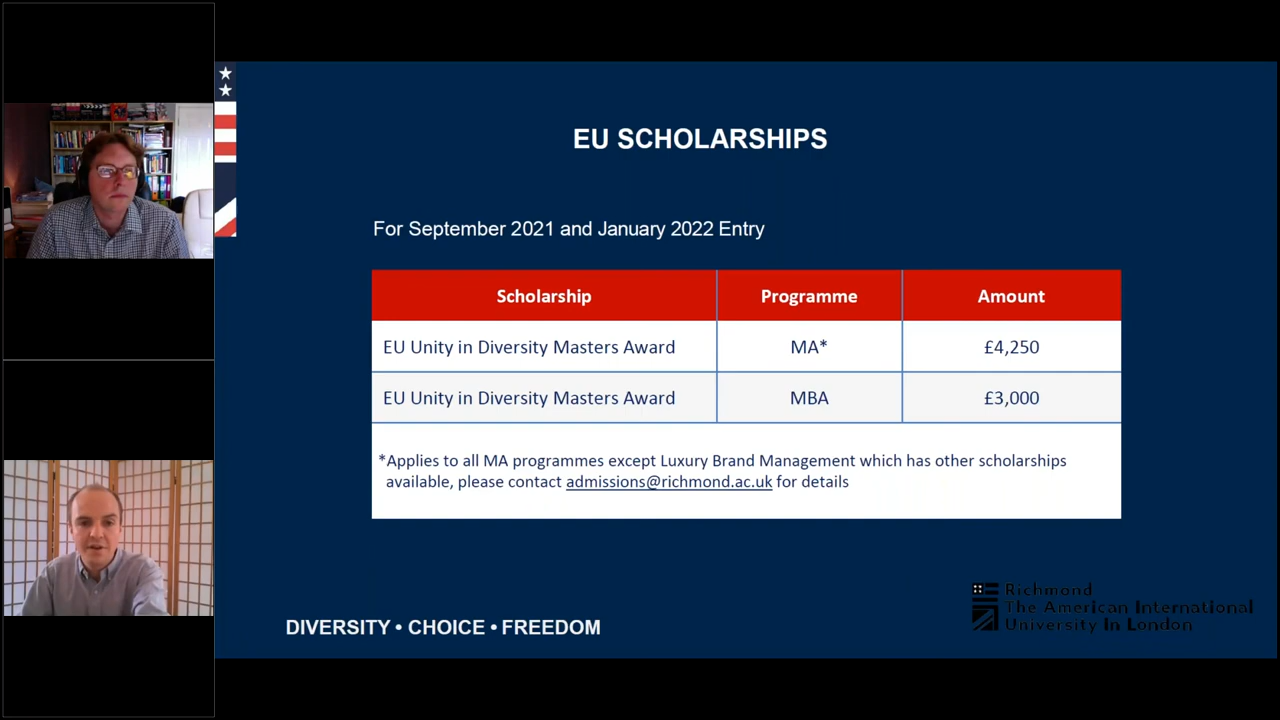 EU SCHOLARSHIPS
For September 2021 and January 2022 Entry
Scholarship Programme Amount
EU Unity in Diversity Masters Award MA* £4,250
EU Unity in Diversity Masters Award MBA £3,000
*Applies to all MA programmes except Luxury Brand Management which has other scholarships
available, please contact admissions@richmond.ac.uk for details
DIVERSITY • CHOICE • FREEDOM
Richmond
The American International
University In London